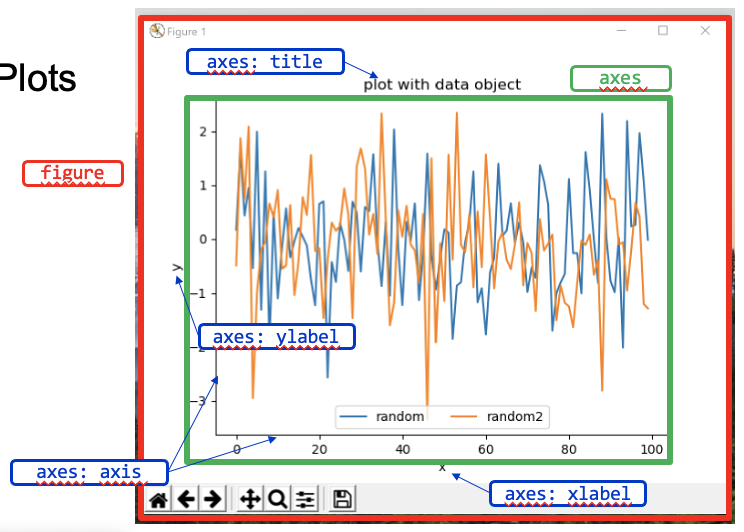 Plots
Figure 1
axes: title
plot with data object
axes
figure
2
1
0
y
−1
axes: ylabel
−2
−3
random
random2
0
20
40
60
80
100
axes: axis
x
axes: xlabel